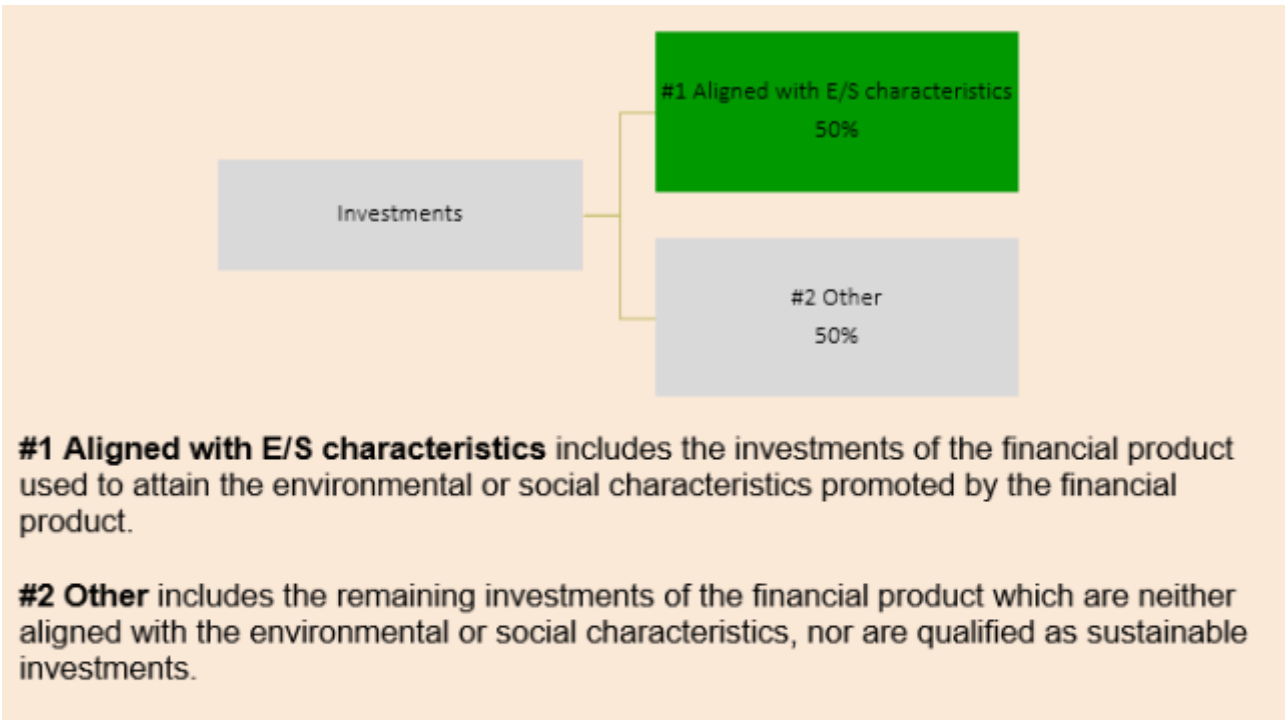 #1 Aligned with E/S characteristics
50%
Investments
#2 Other
50%
#1 Aligned with E/S characteristics includes the investments of the financial product
used to attain the environmental or social characteristics promoted by the financial
product.
#2 Other includes the remaining investments of the financial product which are neither
aligned with the environmental or social characteristics, nor are qualified as sustainable
investments.